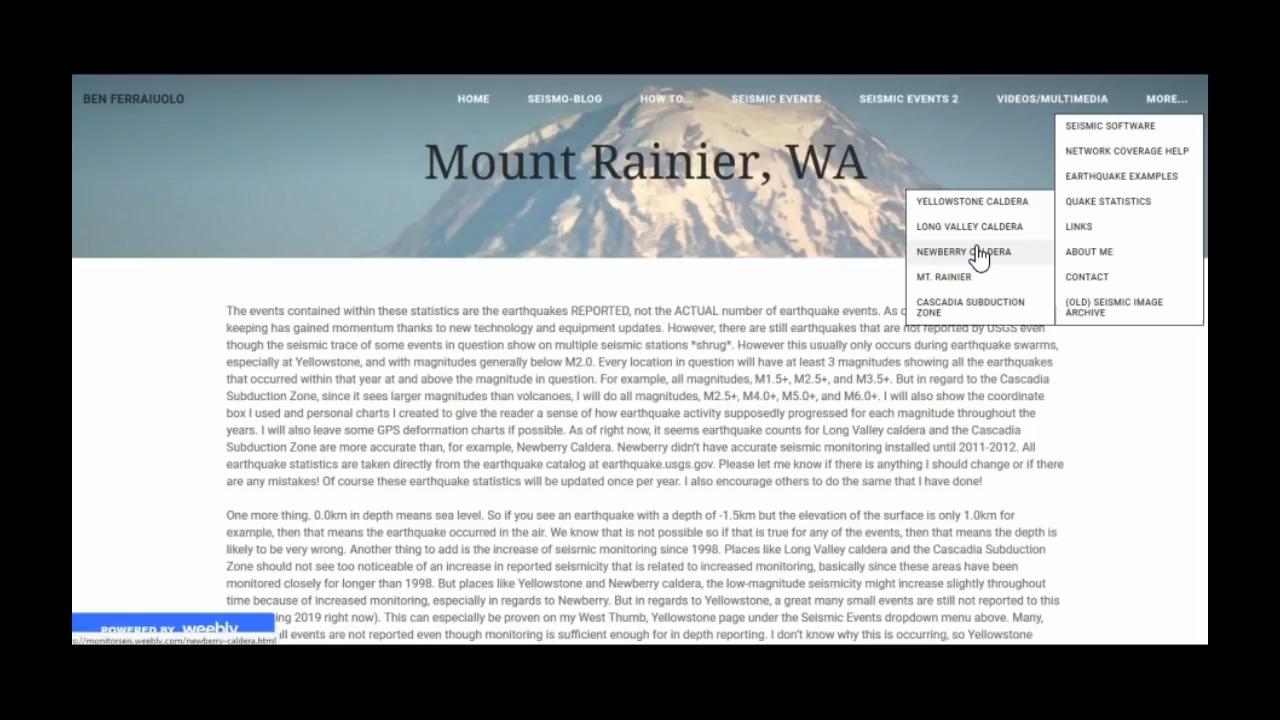 BEN FERRAIUOLO
HOME SEISMO-BLOG HOW TO... SEISMIC EVENTS SEISMIC EVENTS 2 VIDEOS/MULTIMEDIA MORE...
Mount Rainier, WA
SEISMIC SOFTWARE
NETWORK COVERAGE HELP
EARTHQUAKE EXAMPLES
QUAKE STATISTICS
LINKS
ABOUT ME
CONTACT
(OLD) SEISMIC IMAGE
ARCHIVE
YELLOWSTONE CALDERA
LONG VALLEY CALDERA
NEWBERRY CALDERA
MT. RAINIER
CASCADIA SUBDUCTION
ZONE
The events contained within these statistics are the earthquakes REPORTED, not the ACTUAL number of earthquake events. As
keeping has gained momentum thanks to new technology and equipment updates. However, there are still earthquakes that are not reported by USGS even
though the seismic trace of some events in question show on multiple seismic stations *shrug*. However this usually only occurs during earthquake swarms,
especially at Yellowstone, and with magnitudes generally below M2.0. Every location in question will have at least 3 magnitudes showing all the earthquakes
that occurred within that year at and above the magnitude in question. For example, all magnitudes, M1.5+, M2.5+, and M3.5+. But in regard to the Cascadia
Subduction Zone, since it sees larger magnitudes than volcanoes, I will do all magnitudes, M2.5+, M4.0+, M5.0+, and M6.0+. I will also show the coordinate
box I used and personal charts I created to give the reader a sense of how earthquake activity supposedly progressed for each magnitude throughout the
years. I will also leave some GPS deformation charts if possible. As of right now, it seems earthquake counts for Long Valley caldera and the Cascadia
Subduction Zone are more accurate than, for example, Newberry Caldera. Newberry didn't have accurate seismic monitoring installed until 2011-2012. All
earthquake statistics are taken directly from the earthquake catalog at earthquake.usgs.gov. Please let me know if there is anything I should change or if there
are any mistakes! Of course these earthquake statistics will be updated once per year. I also encourage others to do the same that I have done!
One more thing. 0.0km in depth means sea level. So if you see an earthquake with a depth of -1.5km but the elevation of the surface is only 1.0km for
example, then that means the earthquake occurred in the air. We know that is not possible so if that is true for any of the events, then that means the depth is
likely to be very wrong. Another thing to add is the increase of seismic monitoring since 1998. Places like Long Valley caldera and the Cascadia Subduction
Zone should not see too noticeable of an increase in reported seismicity that is related to increased monitoring, basically since these areas have been
monitored closely for longer than 1998. But places like Yellowstone and Newberry caldera, the low-magnitude seismicity might increase slightly throughout
time because of increased monitoring, especially in regards to Newberry. But in regards to Yellowstone, a great many small events are still not reported to this
2019 right now). This can especially be proven on my West Thumb, Yellowstone page under the Seismic Events dropdown menu above. Many,
events are not reported even though monitoring is sufficient enough for in depth reporting. I don't know why this is occurring, so Yellowstone
POWERED BY weebly
s://monitorseis.weebly.com/newberry-caldera.html